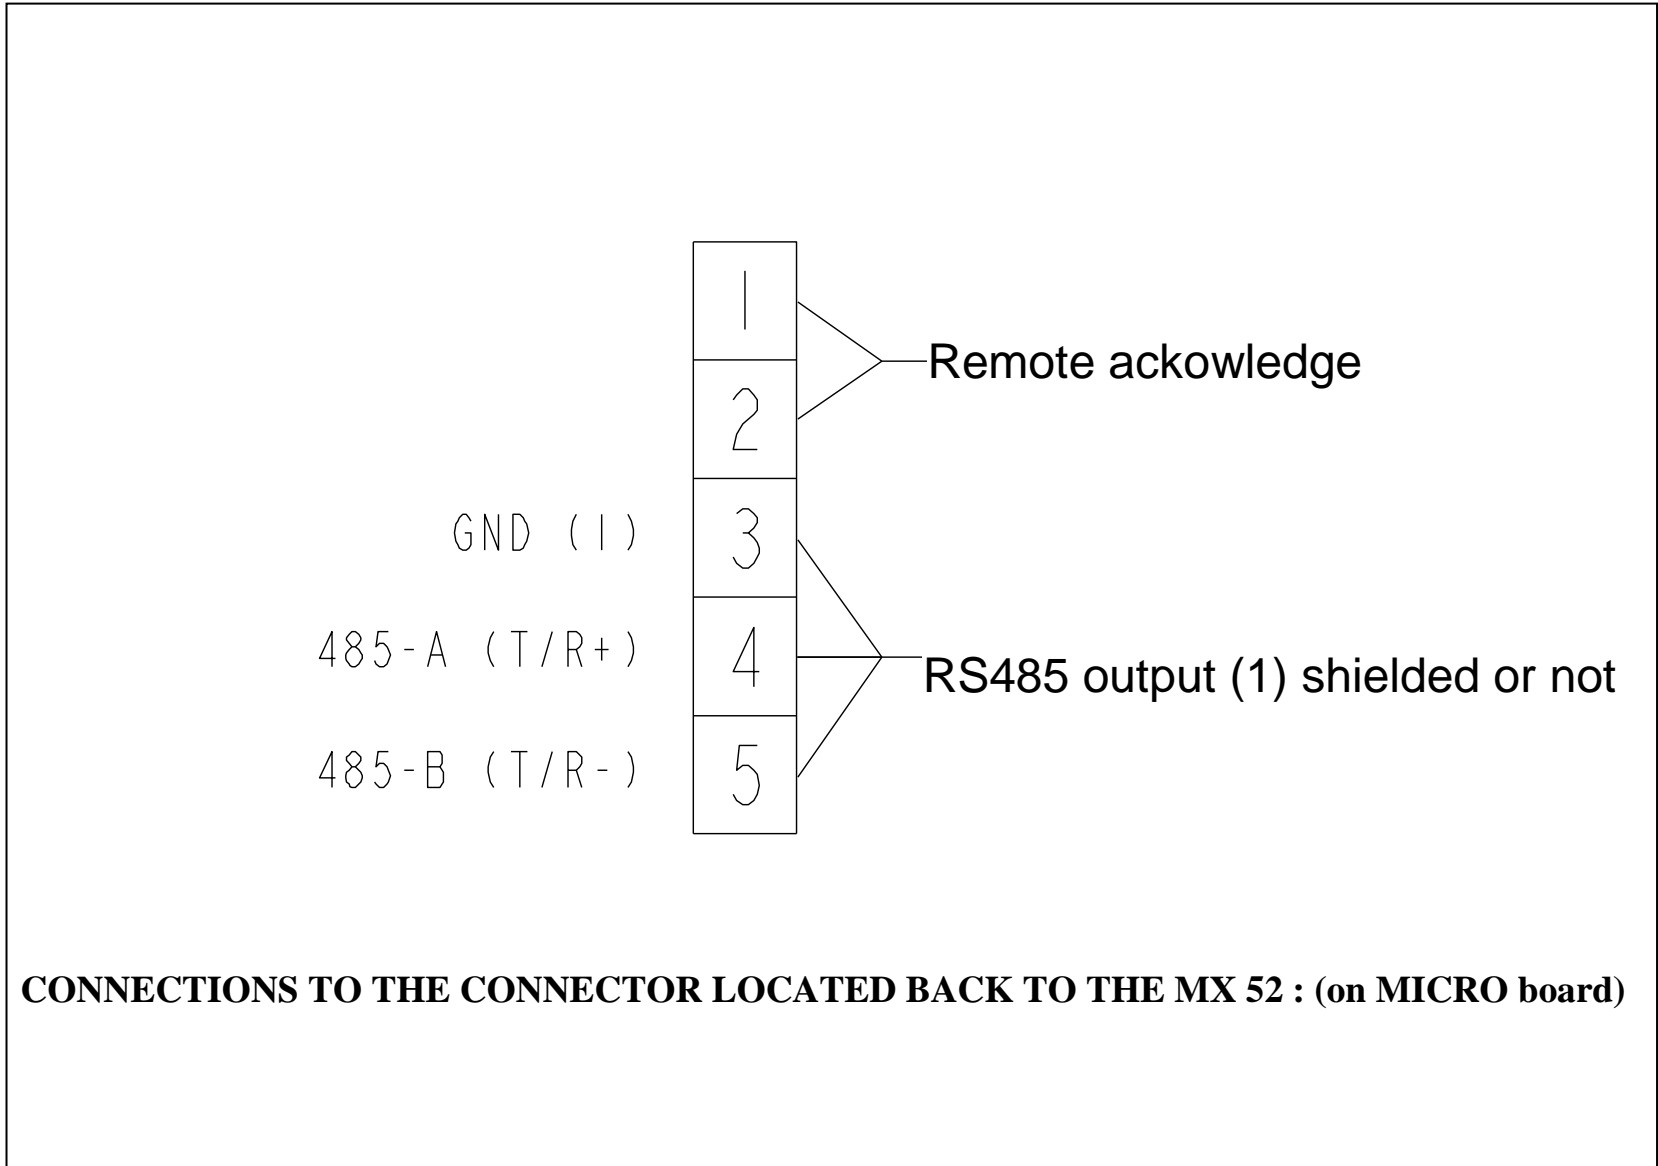 1
Remote ackowledge
2
GND (1) 3
485-A (T/R+) 4
RS485 output (1) shielded or not
485-B (T/R-) 5
CONNECTIONS TO THE CONNECTOR LOCATED BACK TO THE MX 52 : (on MICRO board)